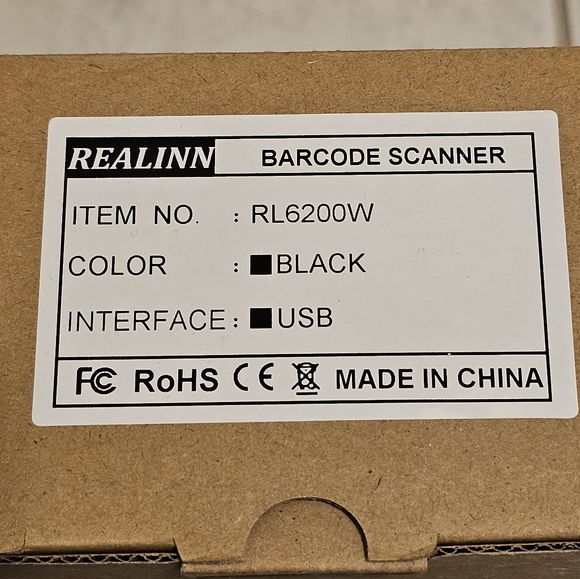 REALINN BARCODE SCANNER
ITEM NO. : RL6200W
COLOR : ■BLACK
INTERFACE : ■USB
FC RoHS CE MADE IN CHINA